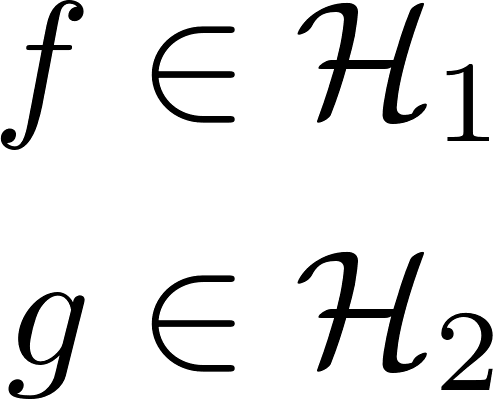 f ∈ ℋ₁
g ∈ ℋ₂